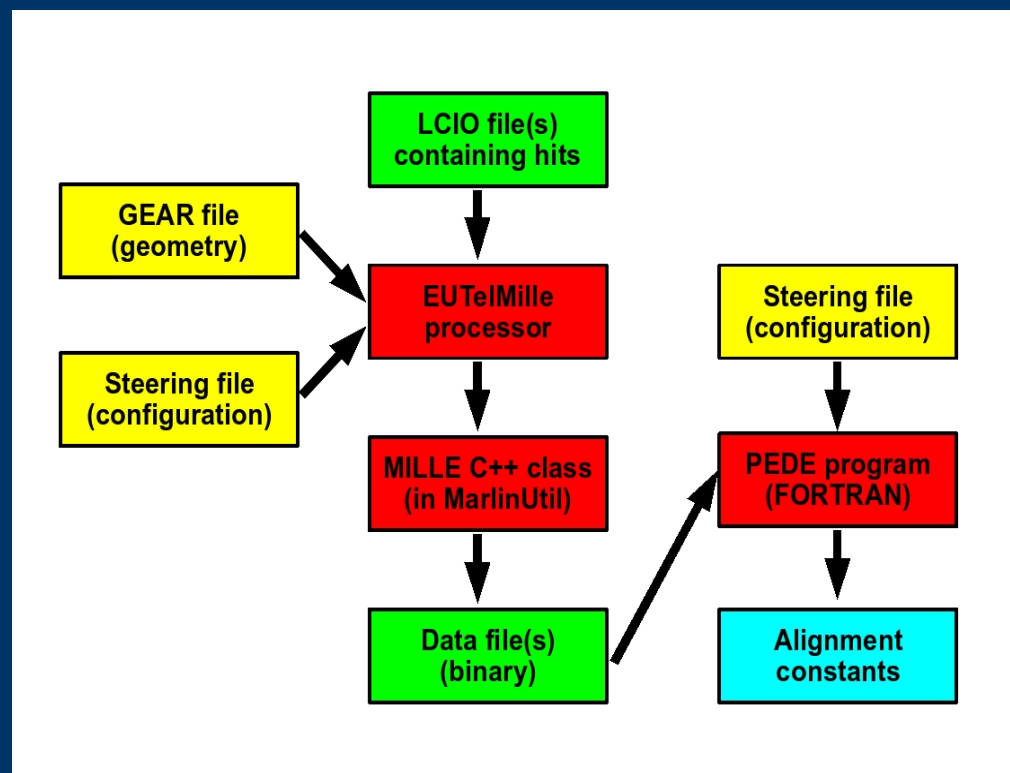 LCIO file(s)
containing hits
GEAR file
(geometry)
EUTelMille
processor
Steering file
(configuration)
Steering file
(configuration)
MILLE C++ class
(in MarlinUtil)
PEDE program
(FORTRAN)
Data file(s)
(binary)
Alignment
constants